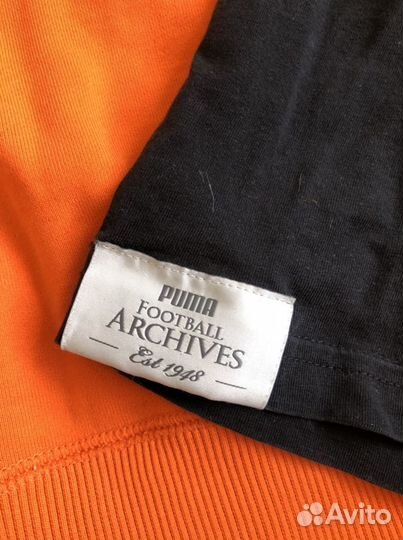 PUMA
FOOTBALL
ARCHIVES
Est 1948
Avito